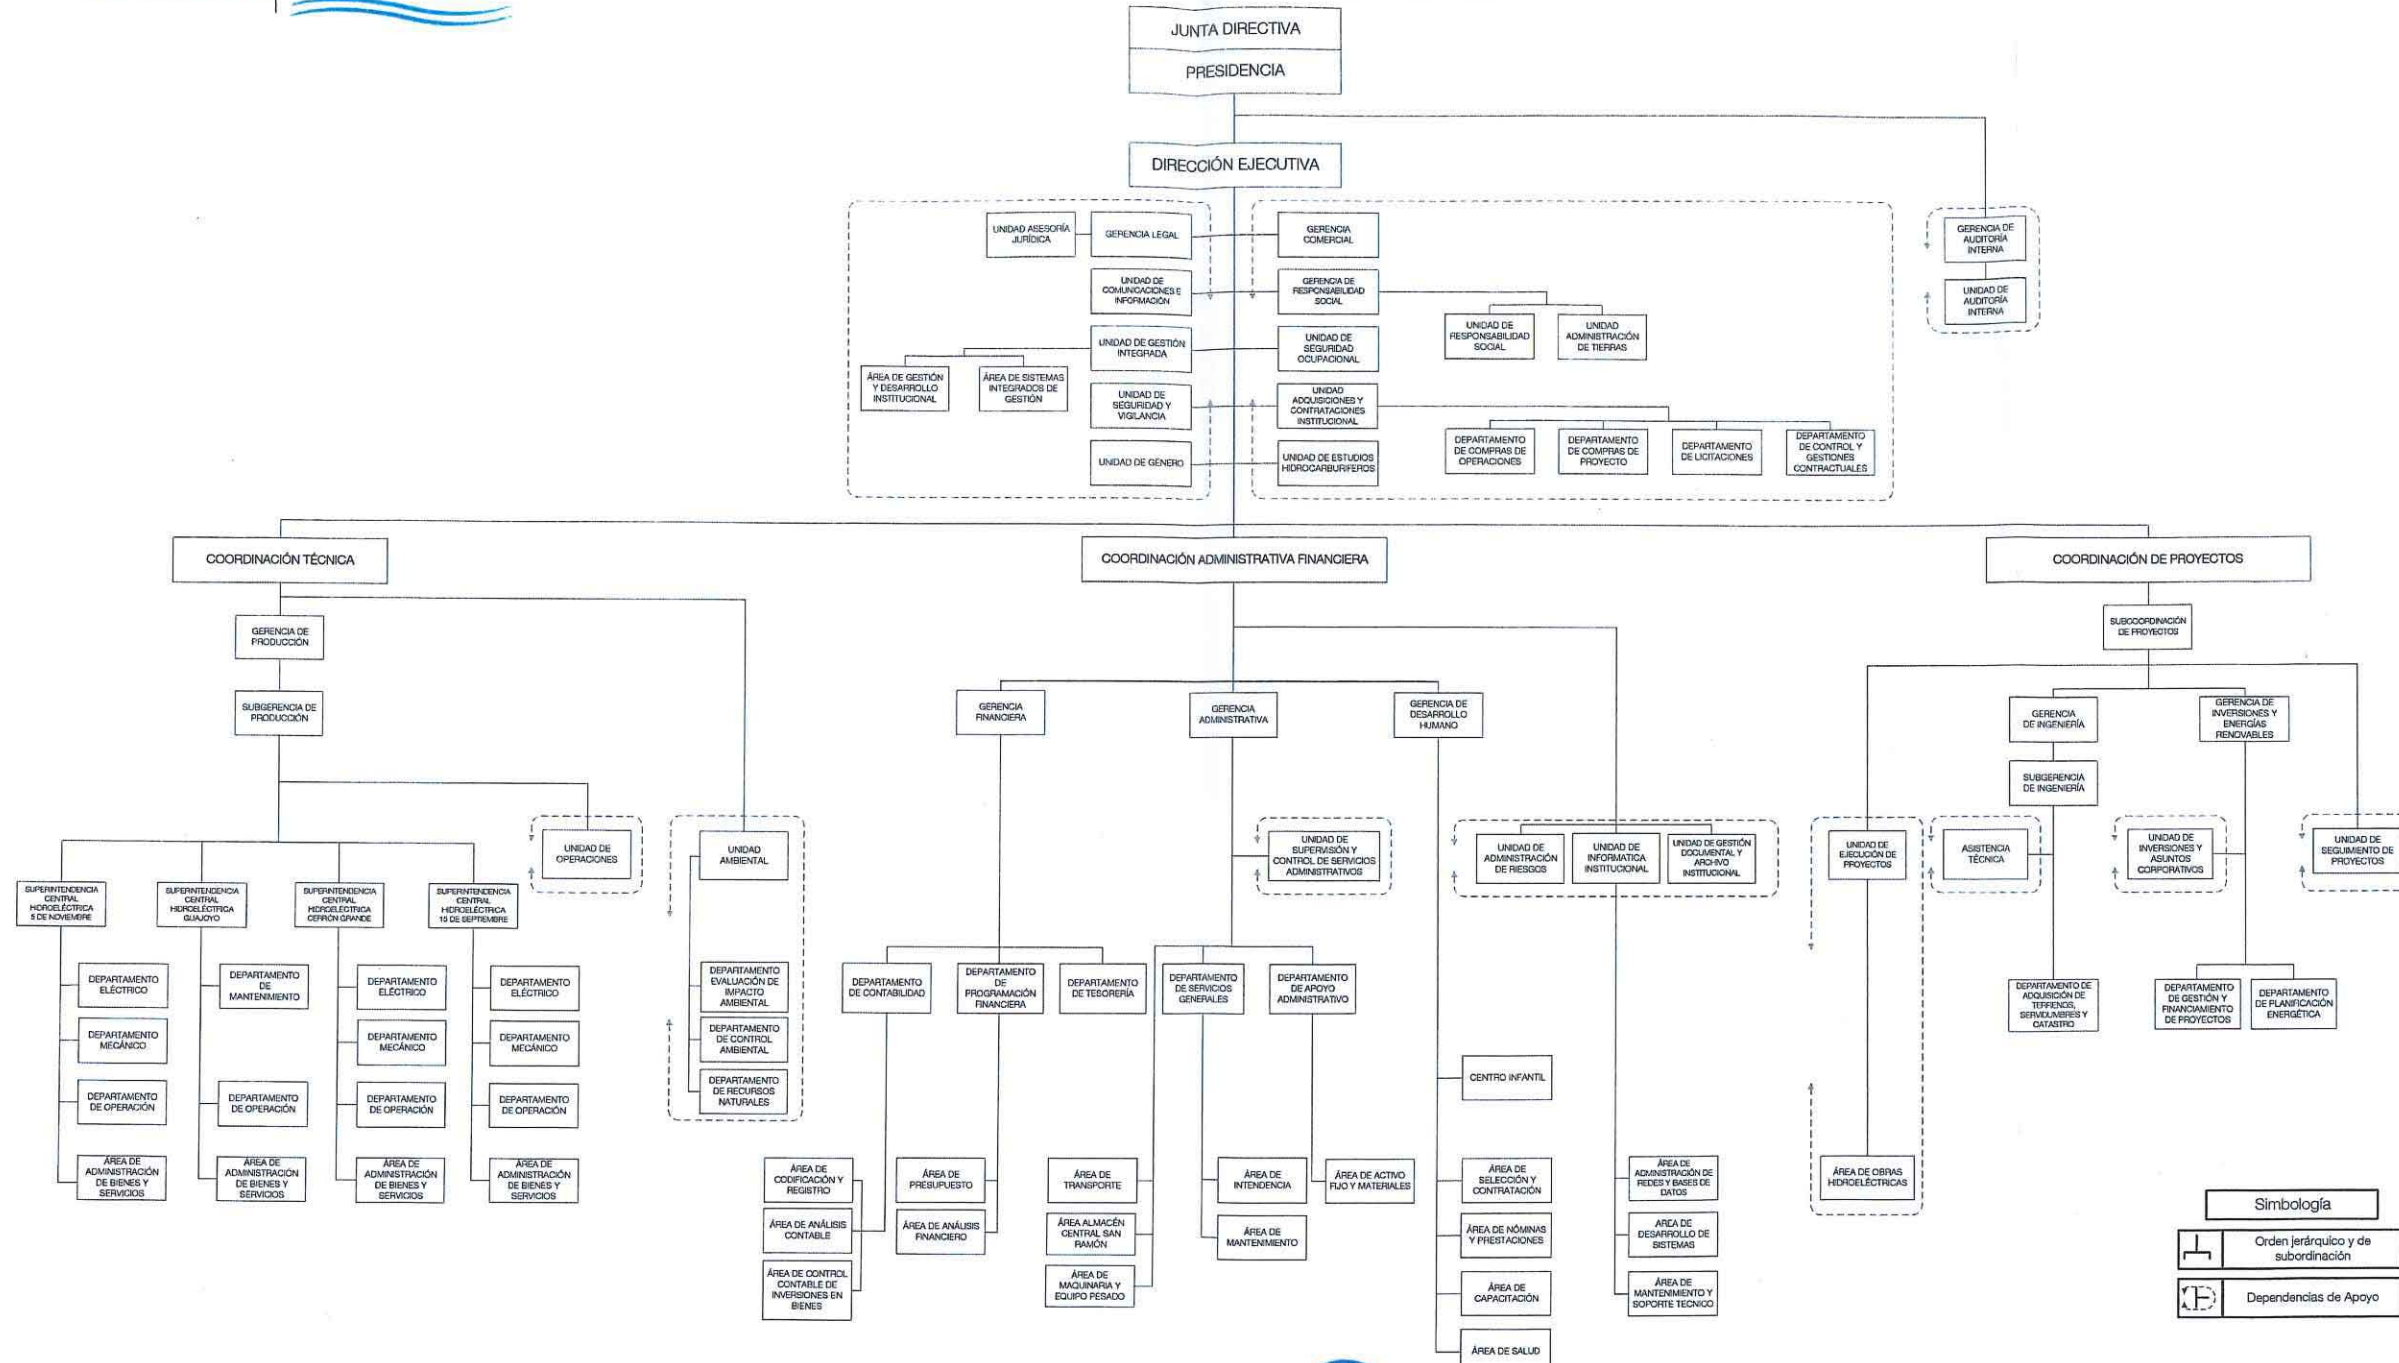 JUNTA DIRECTIVA
PRESIDENCIA
DIRECCIÓN EJECUTIVA
UNIDAD ASESORÍA
JURÍDICA
GERENCIA LEGAL
GERENCIA
COMERCIAL
GERENCIA DE
AUDITORÍA
INTERNA
UNIDAD DE
COMUNICACIONES E
INFORMACIÓN
GERENCIA DE
RESPONSABILIDAD
SOCIAL
UNIDAD DE
AUDITORÍA
INTERNA
UNIDAD DE
RESPONSABILIDAD
SOCIAL
UNIDAD
ADMINISTRACIÓN
DE TIERRAS
UNIDAD DE GESTIÓN
INTEGRADA
UNIDAD DE
SEGURIDAD
OCUPACIONAL
ÁREA DE GESTIÓN
Y DESARROLLO
INSTITUCIONAL
ÁREA DE SISTEMAS
INTEGRADOS DE
GESTIÓN
UNIDAD DE
SEGURIDAD Y
VIGILANCIA
UNIDAD
ADQUISICIONES Y
CONTRATACIONES
INSTITUCIONAL
DEPARTAMENTO
DE COMPRAS DE
OPERACIONES
DEPARTAMENTO
DE COMPRAS DE
PROYECTO
DEPARTAMENTO
DE LICITACIONES
DEPARTAMENTO
DE CONTROL Y
GESTIONES
CONTRACTUALES
UNIDAD DE GÉNERO
UNIDAD DE ESTUDIOS
HIDROCARBURIFEROS
COORDINACIÓN TÉCNICA
COORDINACIÓN ADMINISTRATIVA FINANCIERA
COORDINACIÓN DE PROYECTOS
GERENCIA DE
PRODUCCIÓN
SUBGERENCIA DE
PRODUCCIÓN
SUBCOORDINACIÓN
DE PROYECTOS
GERENCIA
FINANCIERA
GERENCIA
ADMINISTRATIVA
GERENCIA DE
DESARROLLO
HUMANO
GERENCIA
DE INGENIERÍA
GERENCIA DE
INVERSIONES Y
ENERGÍAS
RENOVABLES
SUBGERENCIA
DE INGENIERÍA
UNIDAD DE
OPERACIONES
UNIDAD
AMBIENTAL
UNIDAD DE
SUPERVISIÓN Y
CONTROL DE SERVICIOS
ADMINISTRATIVOS
UNIDAD DE
ADMINISTRACIÓN
DE RIESGOS
UNIDAD DE
INFORMATICA
INSTITUCIONAL
UNIDAD DE GESTIÓN
DOCUMENTAL Y
ARCHIVO
INSTITUCIONAL
UNIDAD DE
EJECUCIÓN DE
PROYECTOS
ASISTENCIA
TÉCNICA
UNIDAD DE
INVERSIONES Y
ASUNTOS
CORPORATIVOS
UNIDAD DE
SEGUIMIENTO DE
PROYECTOS
SUPERINTENDENCIA
CENTRAL
HIDROELÉCTRICA
5 DE NOVIEMBRE
SUPERINTENDENCIA
CENTRAL
HIDROELÉCTRICA
GUAJOYO
SUPERINTENDENCIA
CENTRAL
HIDROELÉCTRICA
CERRÓN GRANDE
SUPERINTENDENCIA
CENTRAL
HIDROELÉCTRICA
15 DE SEPTIEMBRE
DEPARTAMENTO
ELÉCTRICO
DEPARTAMENTO
DE
MANTENIMIENTO
DEPARTAMENTO
ELÉCTRICO
DEPARTAMENTO
ELÉCTRICO
DEPARTAMENTO
MECÁNICO
DEPARTAMENTO
MECÁNICO
DEPARTAMENTO
MECÁNICO
DEPARTAMENTO
DE OPERACIÓN
DEPARTAMENTO
DE OPERACIÓN
DEPARTAMENTO
DE OPERACIÓN
DEPARTAMENTO
DE OPERACIÓN
ÁREA DE
ADMINISTRACIÓN
DE BIENES Y
SERVICIOS
ÁREA DE
ADMINISTRACIÓN
DE BIENES Y
SERVICIOS
ÁREA DE
ADMINISTRACIÓN
DE BIENES Y
SERVICIOS
ÁREA DE
ADMINISTRACIÓN
DE BIENES Y
SERVICIOS
DEPARTAMENTO
EVALUACIÓN DE
IMPACTO
AMBIENTAL
DEPARTAMENTO
DE CONTROL
AMBIENTAL
DEPARTAMENTO
DE RECURSOS
NATURALES
DEPARTAMENTO
DE CONTABILIDAD
DEPARTAMENTO
DE
PROGRAMACIÓN
FINANCIERA
DEPARTAMENTO
DE TESORERÍA
DEPARTAMENTO
DE SERVICIOS
GENERALES
DEPARTAMENTO
DE APOYO
ADMINISTRATIVO
DEPARTAMENTO DE
ADQUISICIÓN DE
TERRENOS,
SERVIDUMBRES Y
CATASTRO
DEPARTAMENTO
DE GESTIÓN Y
FINANCIAMIENTO
DE PROYECTOS
DEPARTAMENTO
DE PLANIFICACIÓN
ENERGÉTICA
CENTRO INFANTIL
ÁREA DE
CODIFICACIÓN Y
REGISTRO
ÁREA DE
PRESUPUESTO
ÁREA DE
TRANSPORTE
ÁREA DE
INTENDENCIA
ÁREA DE ACTIVO
FIJO Y MATERIALES
ÁREA DE
SELECCIÓN Y
CONTRATACIÓN
ÁREA DE
ADMINISTRACIÓN DE
REDES Y BASES DE
DATOS
ÁREA DE OBRAS
HIDROELÉCTRICAS
ÁREA DE ANÁLISIS
CONTABLE
ÁREA DE ANÁLISIS
FINANCIERO
ÁREA ALMACÉN
CENTRAL SAN
RAMÓN
ÁREA DE
MANTENIMIENTO
ÁREA DE NÓMINAS
Y PRESTACIONES
AREA DE
DESARROLLO DE
SISTEMAS
ÁREA DE CONTROL
CONTABLE DE
INVERSIONES EN
BIENES
ÁREA DE
MAQUINARIA Y
EQUIPO PESADO
ÁREA DE
CAPACITACIÓN
ÁREA DE
MANTENIMIENTO Y
SOPORTE TECNICO
ÁREA DE SALUD
Simbología
Orden jerárquico y de
subordinación
Dependencias de Apoyo